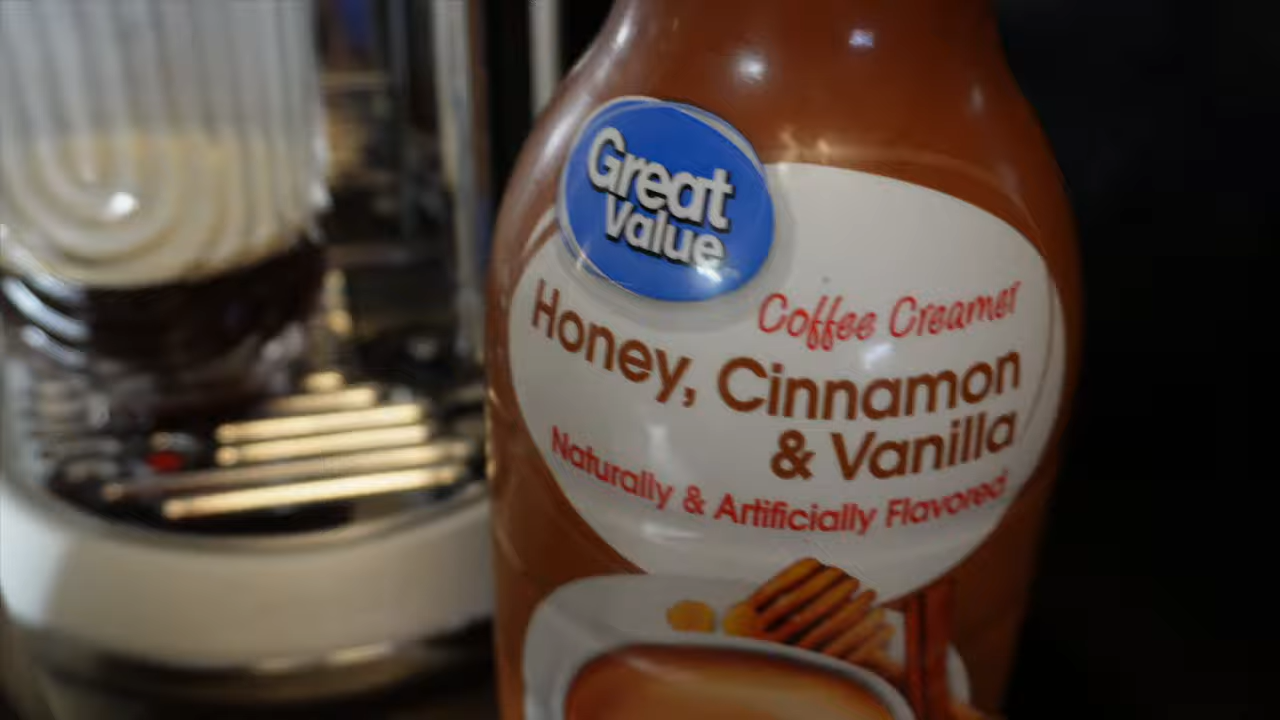 Great
Value
Coffee Creamer
Honey, Cinnamon
& Vanilla
Naturally & Artificially Flavored